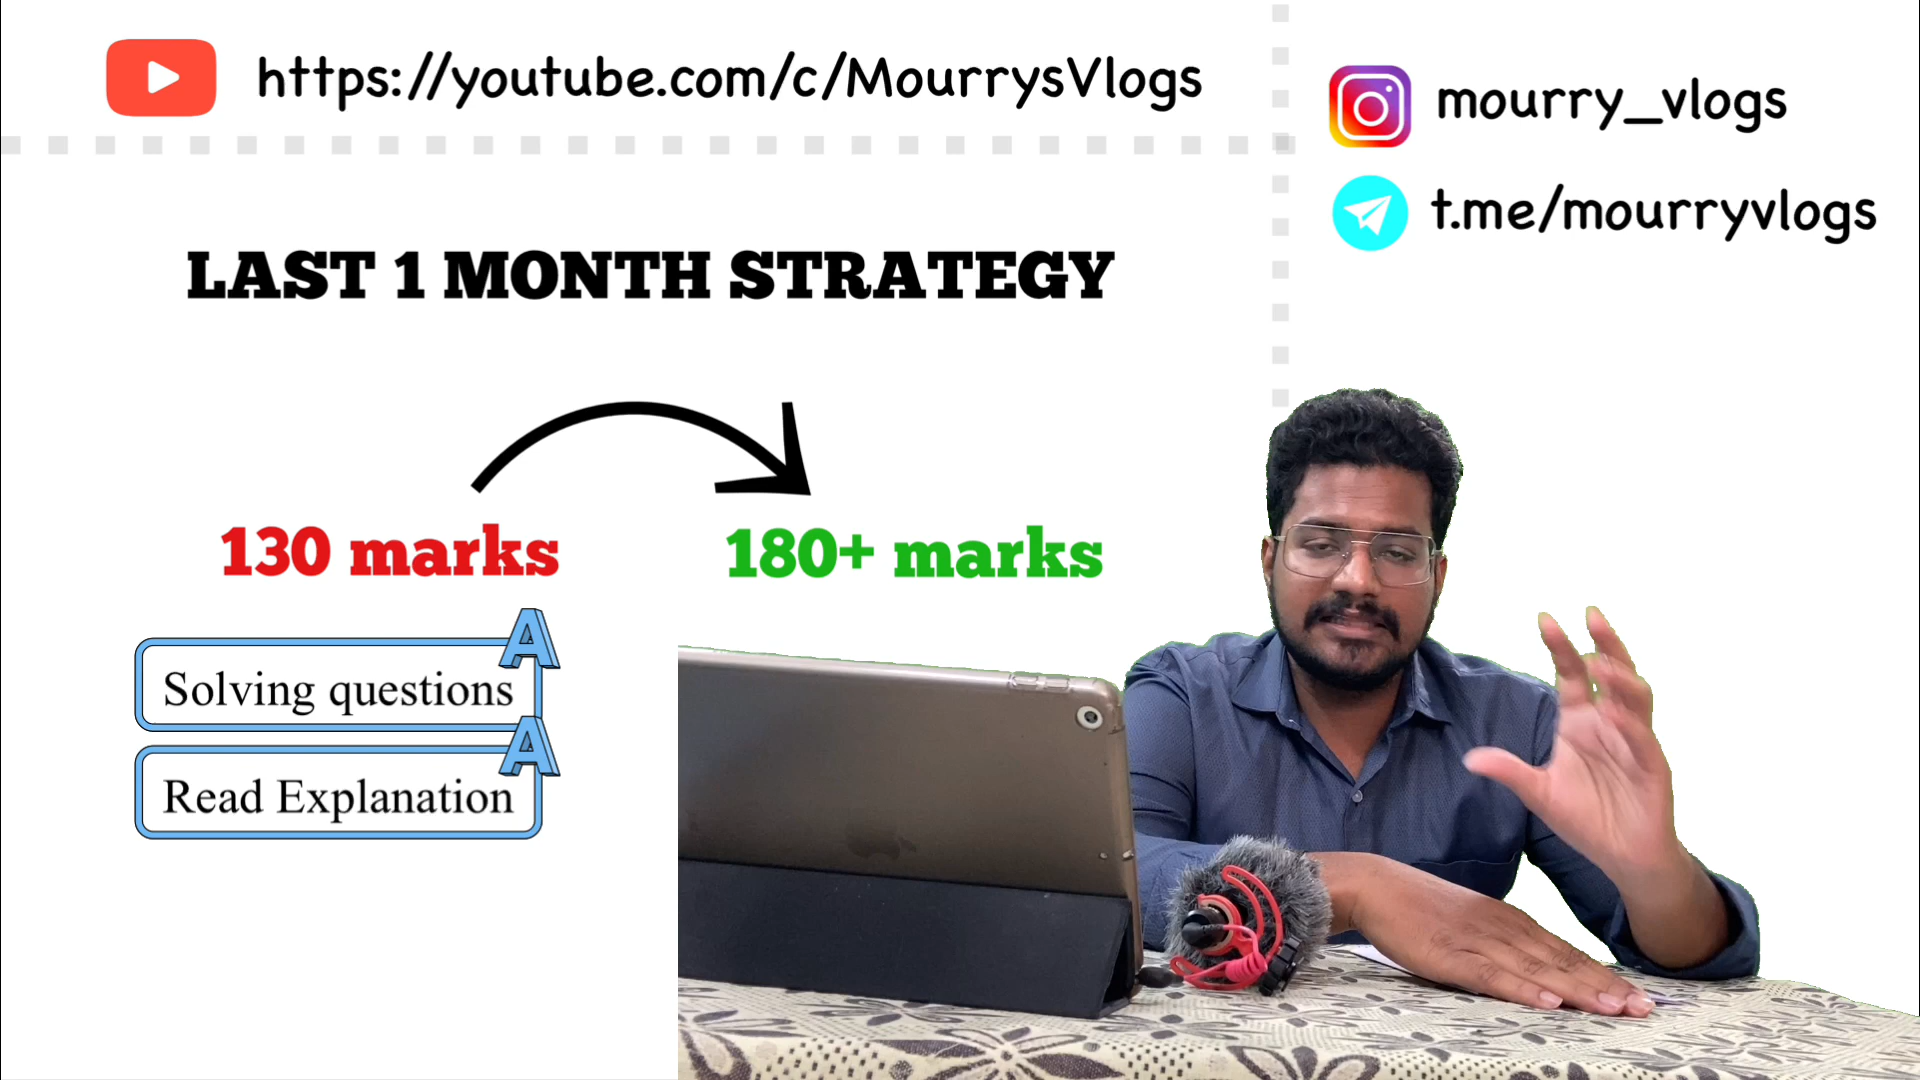 https://youtube.com/c/MourrysVlogs
mourry_vlogs
t.me/mourryvlogs
LAST 1 MONTH STRATEGY
130 marks
180+ marks
A
Solving questions
A
Read Explanation